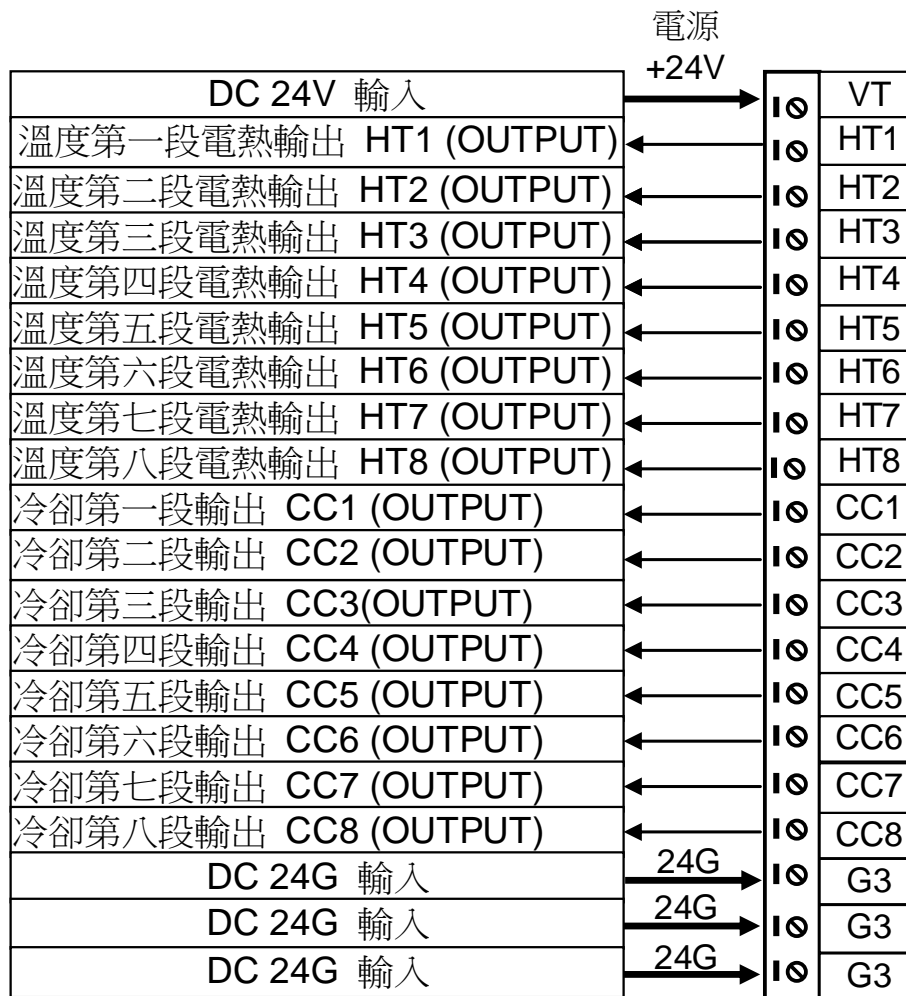 電源
+24V
DC 24V 輸入 VT
溫度第一段電熱輸出 HT1 (OUTPUT) HT1
溫度第二段電熱輸出 HT2 (OUTPUT) HT2
溫度第三段電熱輸出 HT3 (OUTPUT) HT3
溫度第四段電熱輸出 HT4 (OUTPUT) HT4
溫度第五段電熱輸出 HT5 (OUTPUT) HT5
溫度第六段電熱輸出 HT6 (OUTPUT) HT6
溫度第七段電熱輸出 HT7 (OUTPUT) HT7
溫度第八段電熱輸出 HT8 (OUTPUT) HT8
冷卻第一段輸出 CC1 (OUTPUT) CC1
冷卻第二段輸出 CC2 (OUTPUT) CC2
冷卻第三段輸出 CC3(OUTPUT) CC3
冷卻第四段輸出 CC4 (OUTPUT) CC4
冷卻第五段輸出 CC5 (OUTPUT) CC5
冷卻第六段輸出 CC6 (OUTPUT) CC6
冷卻第七段輸出 CC7 (OUTPUT) CC7
冷卻第八段輸出 CC8 (OUTPUT) CC8
DC 24G 輸入 24G G3
DC 24G 輸入 24G G3
DC 24G 輸入 24G G3